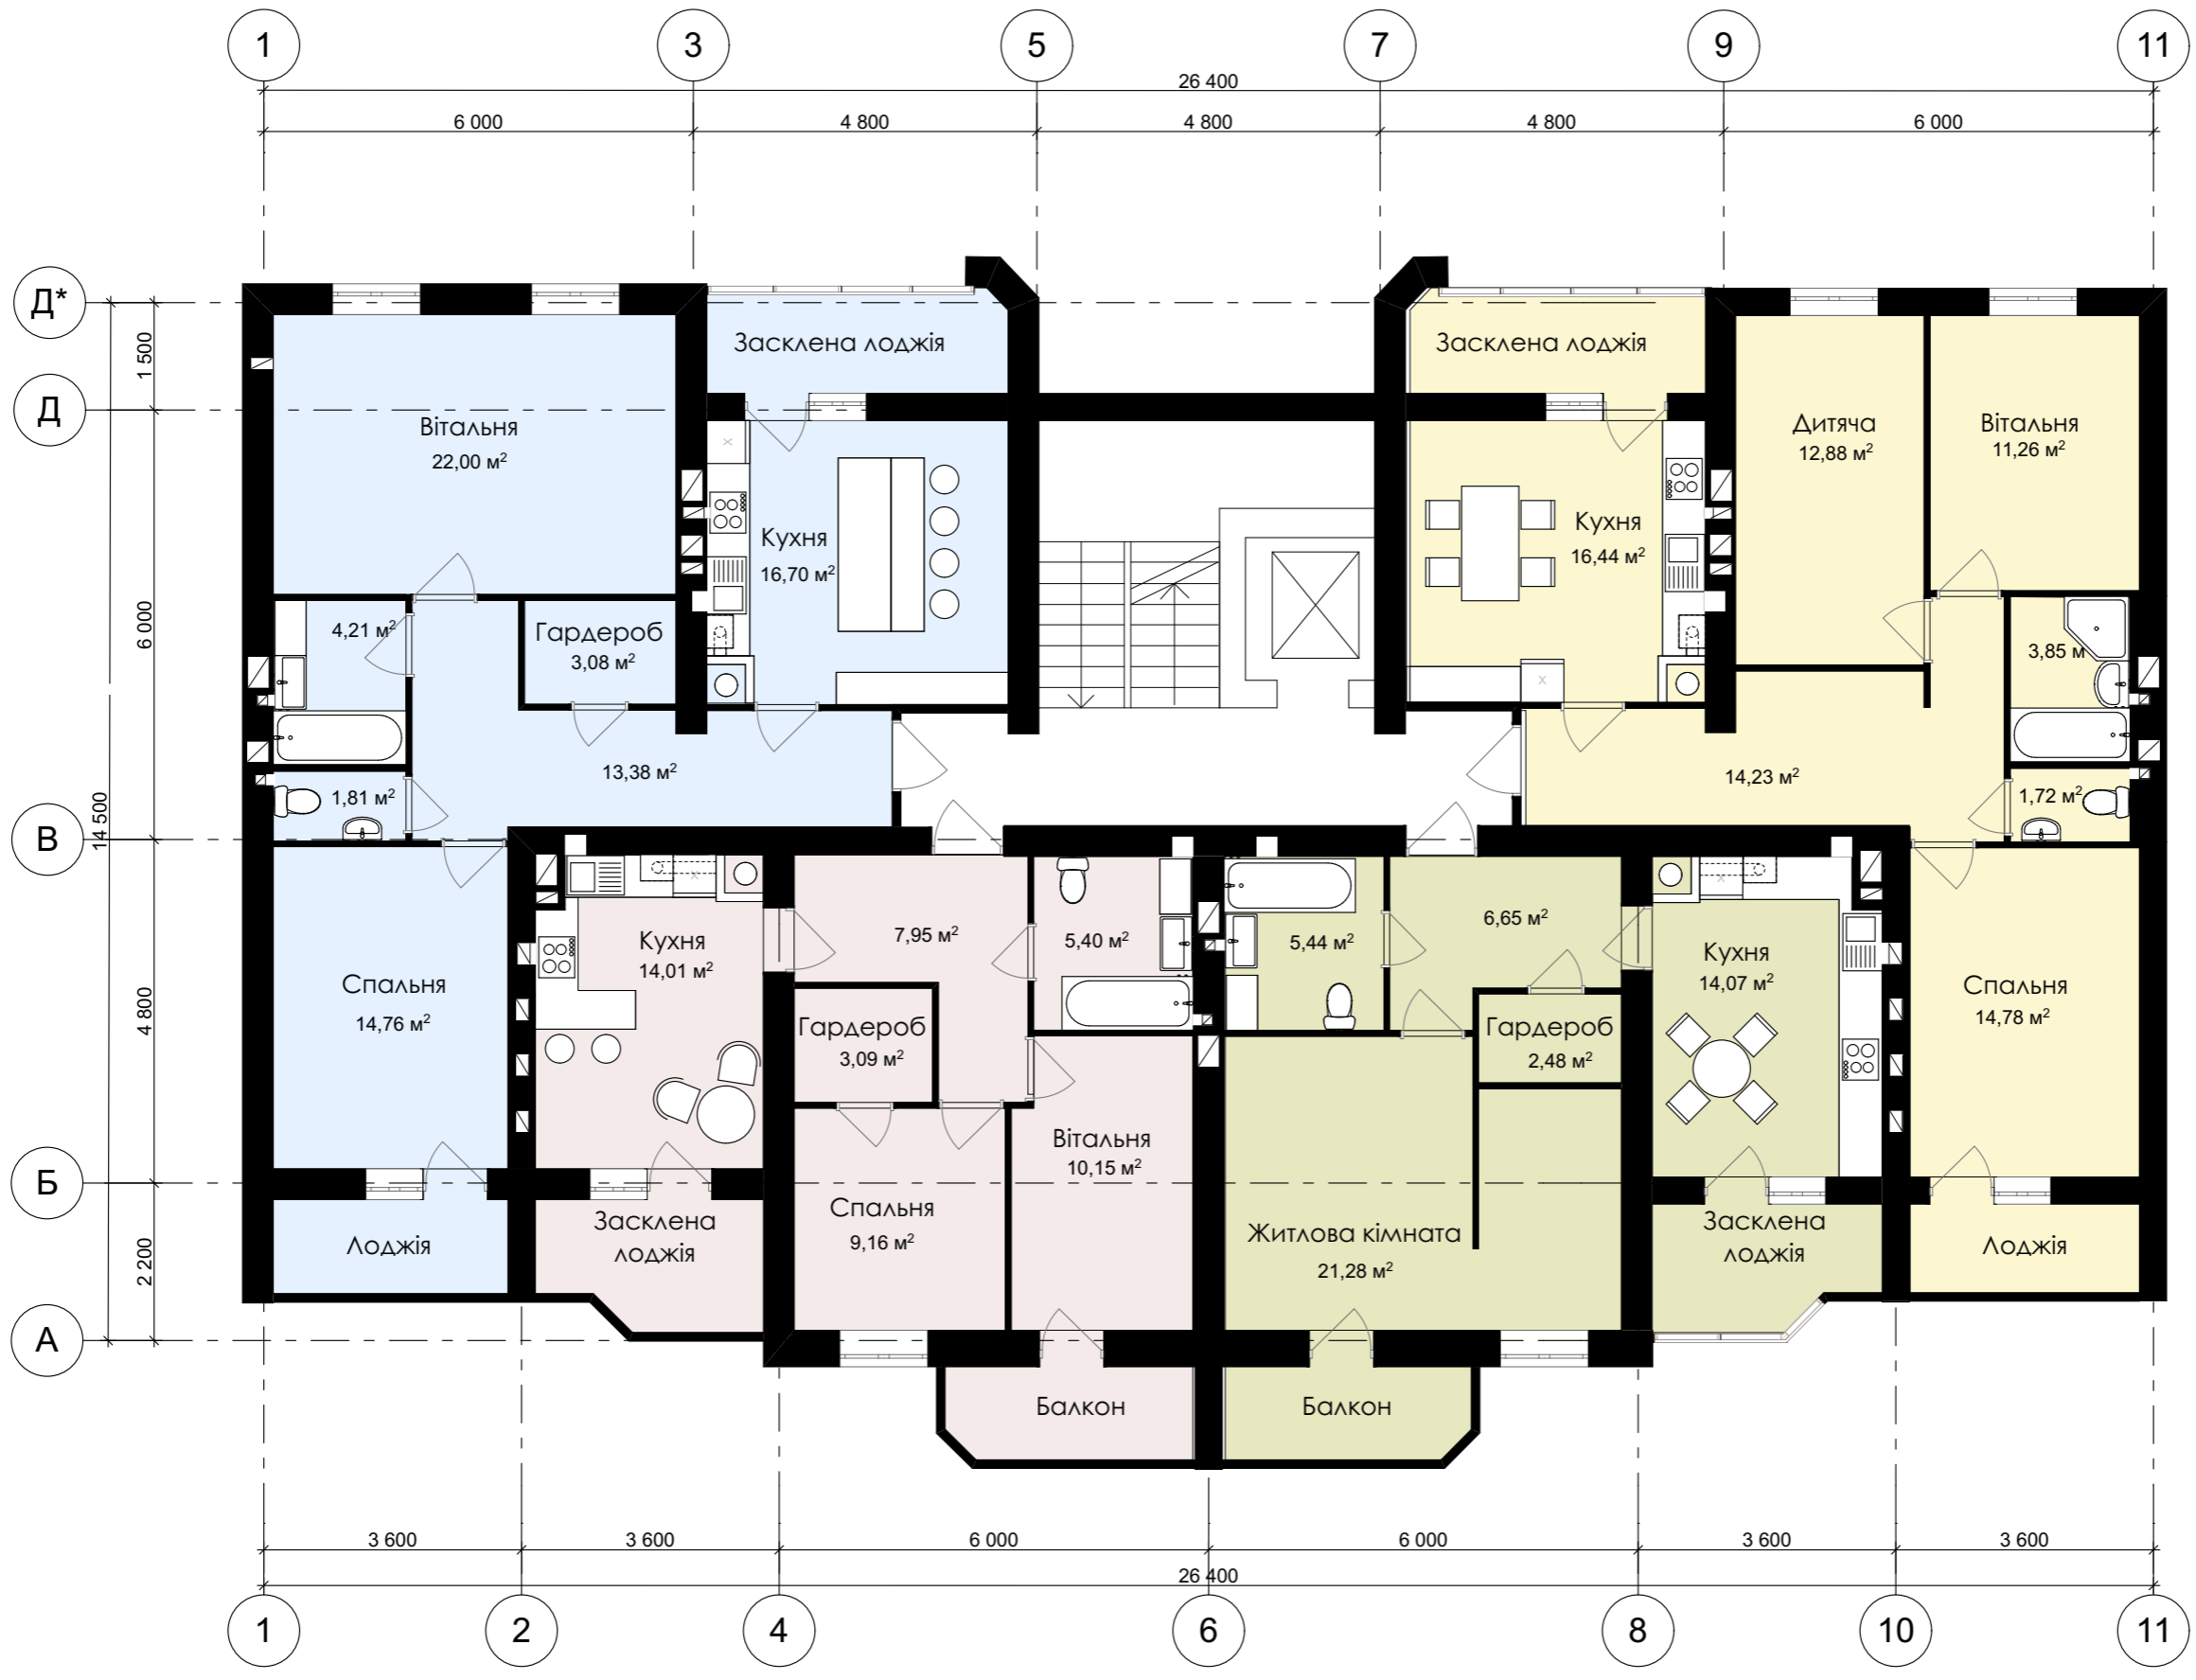 1
3
5
7
9
11
26 400
6 000
4 800
4 800
4 800
6 000
Д*
Д
В
Б
А
1 500
6 000
14 500
4 800
2 200
Засклена лоджія
Засклена лоджія
Вітальня
22,00 м²
Кухня
16,70 м²
x
Кухня
16,44 м²
x
Дитяча
12,88 м²
Вітальня
11,26 м²
4,21 м²
Гардероб
3,08 м²
3,85 м
13,38 м²
14,23 м²
1,81 м²
1,72 м²
x
x
Кухня
14,01 м²
7,95 м²
5,40 м²
5,44 м²
6,65 м²
Кухня
14,07 м²
Спальня
14,76 м²
Спальня
14,78 м²
Гардероб
3,09 м²
Гардероб
2,48 м²
Вітальня
10,15 м²
Спальня
9,16 м²
Житлова кімната
21,28 м²
Лоджія
Засклена
лоджія
Засклена
лоджія
Лоджія
Балкон
Балкон
3 600
3 600
6 000
6 000
3 600
3 600
26 400
1
2
4
6
8
10
11